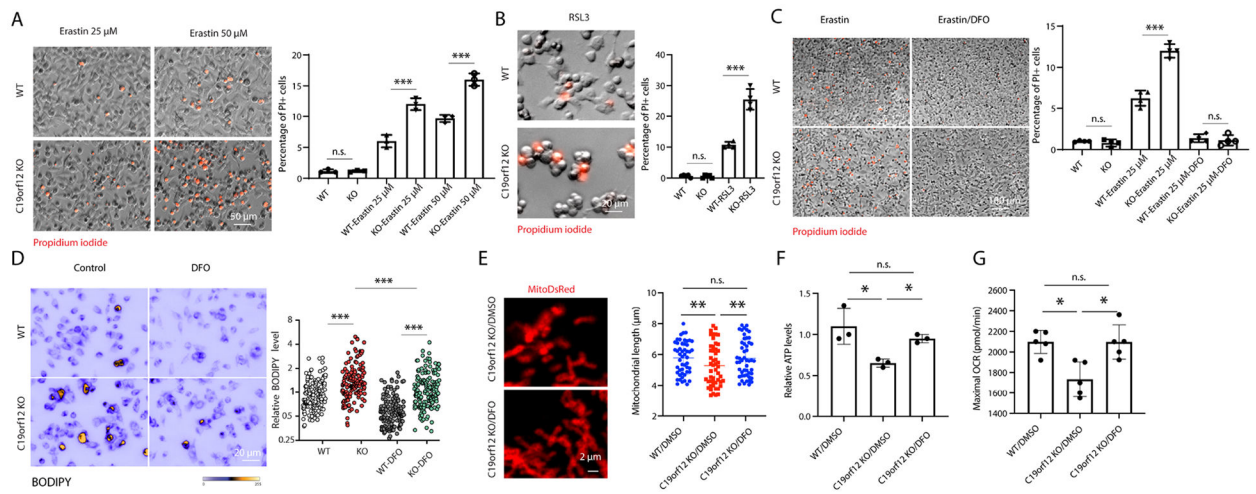 A
Erastin 25 μM
Erastin 50 μM
WT
C19orf12 KO
50 μm
Propidium iodide
Percentage of PI+ cells
20
15
10
5
0
n.s.
***
***
WT
KO
WT-Erastin 25 μM
KO-Erastin 25 μM
WT-Erastin 50 μM
KO-Erastin 50 μM
B
RSL3
WT
C19orf12 KO
20 μm
Propidium iodide
Percentage of PI+ cells
40
30
20
10
0
n.s.
***
WT
KO
WT-RSL3
KO-RSL3
C
Erastin
Erastin/DFO
WT
C19orf12 KO
100 μm
Propidium iodide
Percentage of PI+ cells
15
10
5
0
n.s.
***
n.s.
WT
KO
WT-Erastin 25 μM
KO-Erastin 25 μM
WT-Erastin 25 μM-DFO
KO-Erastin 25 μM-DFO
D
Control
DFO
WT
C19orf12 KO
20 μm
BODIPY
0
Relative BODIPY level
8
4
2
1
0.5
0.25
***
***
***
WT
KO
WT-DFO
KO-DFO
E
MitoDsRed
C19orf12 KO/DMSO
C19orf12 KO/DFO
2 μm
Mitochondrial length (μm)
10
8
6
4
2
n.s.
**
**
WT/DMSO
C19orf12 KO/DMSO
C19orf12 KO/DFO
F
Relative ATP levels
1.5
1.0
0.5
0.0
n.s.
*
*
WT/DMSO
C19orf12 KO/DMSO
C19orf12 KO/DFO
G
Maximal OCR (pmol/min)
2400
2200
2000
1800
1600
1400
n.s.
*
*
WT/DMSO
C19orf12 KO/DMSO
C19orf12 KO/DFO